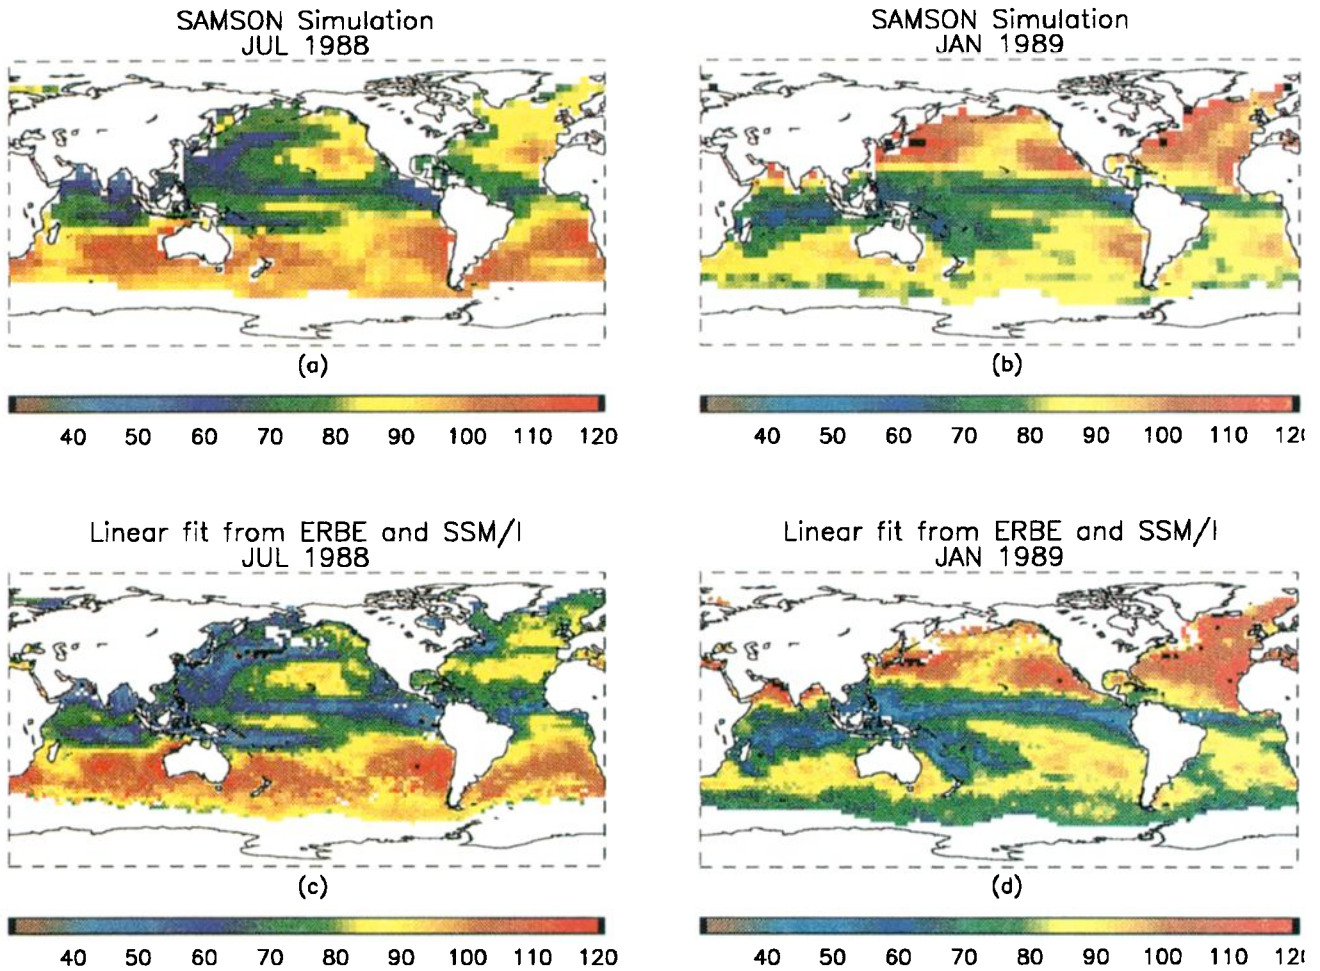 SAMSON Simulation
JUL 1988
(a)
40 50 60 70 80 90 100 110 120
SAMSON Simulation
JAN 1989
(b)
40 50 60 70 80 90 100 110 12
Linear fit from ERBE and SSM/I
JUL 1988
(c)
40 50 60 70 80 90 100 110 120
Linear fit from ERBE and SSM/I
JAN 1989
(d)
40 50 60 70 80 90 100 110 12